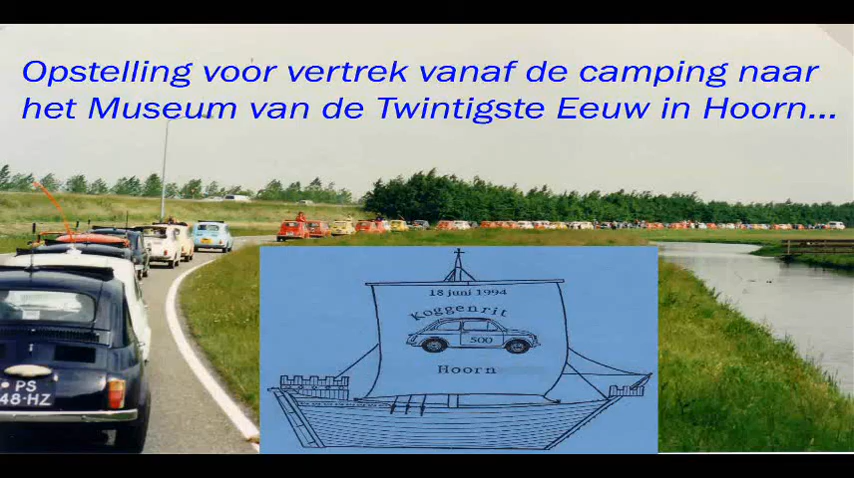 Opstelling voor vertrek vanaf de camping naar
het Museum van de Twintigste Eeuw in Hoorn...
18 juni 1994
Koggenrit
500
Hoorn
PS
48-HZ